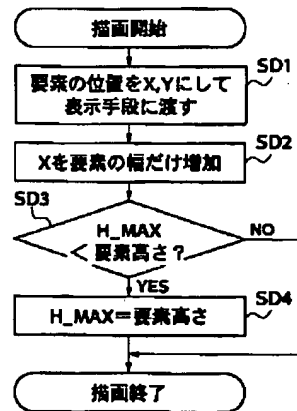 描画開始
SD1
要素の位置をX,Yにして
表示手段に渡す
SD2
Xを要素の幅だけ増加
SD3
H_MAX
<要素高さ?
NO
YES
SD4
H_MAX=要素高さ
描画終了